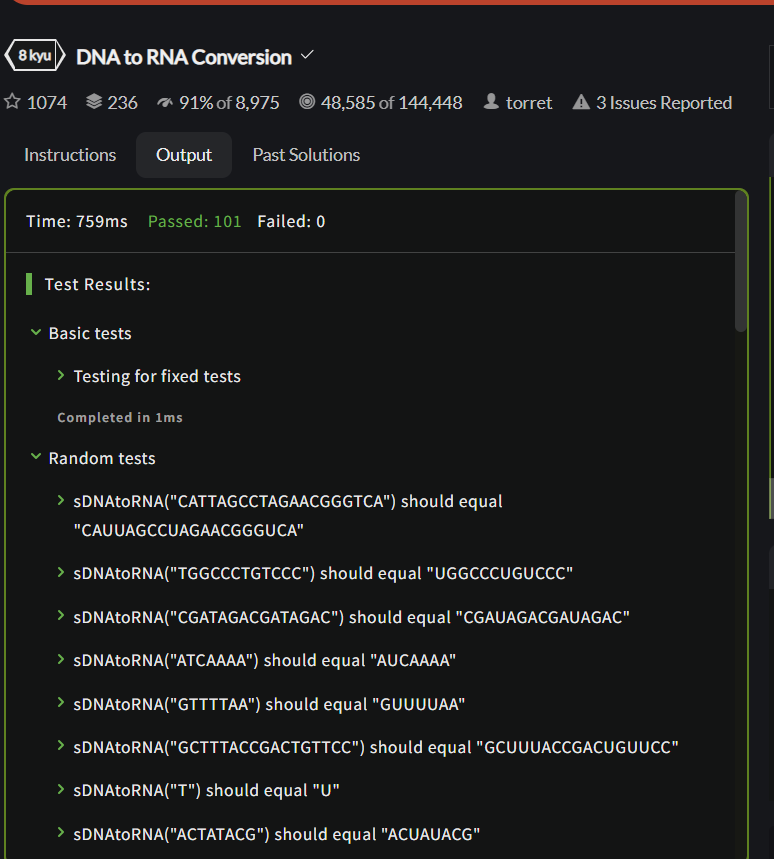 8 kyu DNA to RNA Conversion
1074 236 91% of 8,975 48,585 of 144,448 torret 3 Issues Reported
Instructions Output Past Solutions
Time: 759ms Passed: 101 Failed: 0
Test Results:
Basic tests
Testing for fixed tests
Completed in 1ms
Random tests
sDNAtoRNA("CATTAGCCTAGAACGGGTCA") should equal
"CAUUAGCCUAGAACGGGUCA"
sDNAtoRNA("TGGCCCTGTCCC") should equal "UGGCCCUGUCCC"
sDNAtoRNA("CGATAGACGATAGAC") should equal "CGAUAGACGAUAGAC"
sDNAtoRNA("ATCAAAA") should equal "AUCAAAA"
sDNAtoRNA("GTTTTAA") should equal "GUUUUAA"
sDNAtoRNA("GCTTTACCGACTGTTCC") should equal "GCUUUACCGACUGUUCC"
sDNAtoRNA("T") should equal "U"
sDNAtoRNA("ACTATACG") should equal "ACUAUACG"